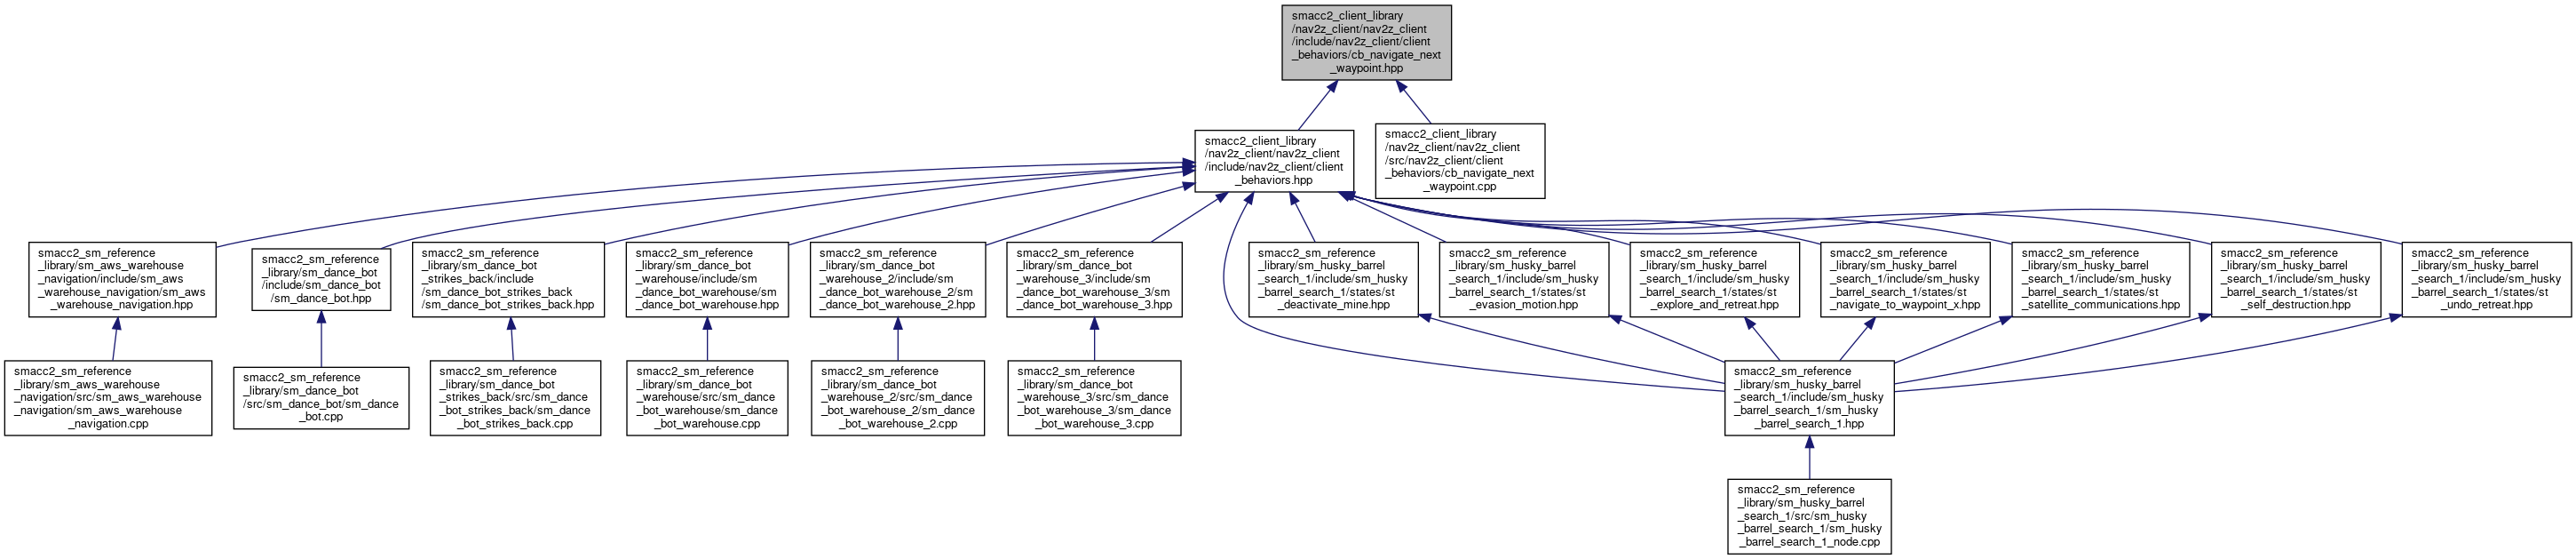 smacc2_client_library
/nav2z_client/nav2z_client
/include/nav2z_client/client
_behaviors/cb_navigate_next
_waypoint.hpp
smacc2_client_library
/nav2z_client/nav2z_client
/include/nav2z_client/client
_behaviors.hpp
smacc2_client_library
/nav2z_client/nav2z_client
/src/nav2z_client/client
_behaviors/cb_navigate_next
_waypoint.cpp
smacc2_sm_reference
_library/sm_aws_warehouse
_navigation/include/sm_aws
_warehouse_navigation/sm_aws
_warehouse_navigation.hpp
smacc2_sm_reference
_library/sm_dance_bot
/include/sm_dance_bot
/sm_dance_bot.hpp
smacc2_sm_reference
_library/sm_dance_bot
_strikes_back/include
/sm_dance_bot_strikes_back
/sm_dance_bot_strikes_back.hpp
smacc2_sm_reference
_library/sm_dance_bot
_warehouse/include/sm
_dance_bot_warehouse/sm
_dance_bot_warehouse.hpp
smacc2_sm_reference
_library/sm_dance_bot
_warehouse_2/include/sm
_dance_bot_warehouse_2/sm
_dance_bot_warehouse_2.hpp
smacc2_sm_reference
_library/sm_dance_bot
_warehouse_3/include/sm
_dance_bot_warehouse_3/sm
_dance_bot_warehouse_3.hpp
smacc2_sm_reference
_library/sm_husky_barrel
_search_1/include/sm_husky
_barrel_search_1/states/st
_deactivate_mine.hpp
smacc2_sm_reference
_library/sm_husky_barrel
_search_1/include/sm_husky
_barrel_search_1/states/st
_evasion_motion.hpp
smacc2_sm_reference
_library/sm_husky_barrel
_search_1/include/sm_husky
_barrel_search_1/states/st
_explore_and_retreat.hpp
smacc2_sm_reference
_library/sm_husky_barrel
_search_1/include/sm_husky
_barrel_search_1/states/st
_navigate_to_waypoint_x.hpp
smacc2_sm_reference
_library/sm_husky_barrel
_search_1/include/sm_husky
_barrel_search_1/states/st
_satellite_communications.hpp
smacc2_sm_reference
_library/sm_husky_barrel
_search_1/include/sm_husky
_barrel_search_1/states/st
_self_destruction.hpp
smacc2_sm_reference
_library/sm_husky_barrel
_search_1/include/sm_husky
_barrel_search_1/states/st
_undo_retreat.hpp
smacc2_sm_reference
_library/sm_aws_warehouse
_navigation/src/sm_aws_warehouse
_navigation/sm_aws_warehouse
_navigation.cpp
smacc2_sm_reference
_library/sm_dance_bot
/src/sm_dance_bot/sm_dance
_bot.cpp
smacc2_sm_reference
_library/sm_dance_bot
_strikes_back/src/sm_dance
_bot_strikes_back/sm_dance
_bot_strikes_back.cpp
smacc2_sm_reference
_library/sm_dance_bot
_warehouse/src/sm_dance
_bot_warehouse/sm_dance
_bot_warehouse.cpp
smacc2_sm_reference
_library/sm_dance_bot
_warehouse_2/src/sm_dance
_bot_warehouse_2/sm_dance
_bot_warehouse_2.cpp
smacc2_sm_reference
_library/sm_dance_bot
_warehouse_3/src/sm_dance
_bot_warehouse_3/sm_dance
_bot_warehouse_3.cpp
smacc2_sm_reference
_library/sm_husky_barrel
_search_1/include/sm_husky
_barrel_search_1/sm_husky
_barrel_search_1.hpp
smacc2_sm_reference
_library/sm_husky_barrel
_search_1/src/sm_husky
_barrel_search_1/sm_husky
_barrel_search_1_node.cpp